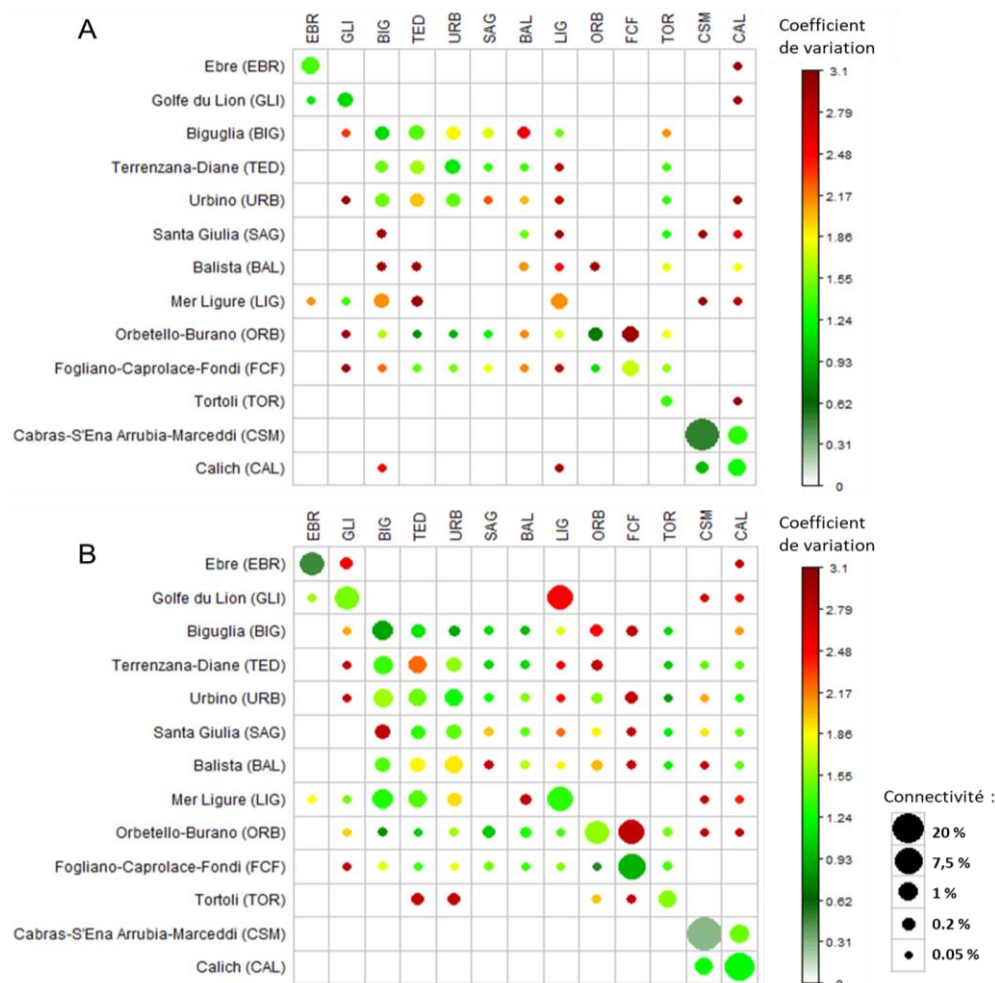 A
EBR GLI BIG TED URB SAG BAL LIG ORB FCF TOR CSM CAL
Coefficient
de variation
Ebre (EBR)
Golfe du Lion (GLI)
Biguglia (BIG)
Terrenzana-Diane (TED)
Urbino (URB)
Santa Giulia (SAG)
Balista (BAL)
Mer Ligure (LIG)
Orbetello-Burano (ORB)
Fogliano-Caprolace-Fondi (FCF)
Tortoli (TOR)
Cabras-S'Ena Arrubia-Marceddi (CSM)
Calich (CAL)
3.1
2.79
2.48
2.17
1.86
1.55
1.24
0.93
0.62
0.31
0
B
EBR GLI BIG TED URB SAG BAL LIG ORB FCF TOR CSM CAL
Coefficient
de variation
Ebre (EBR)
Golfe du Lion (GLI)
Biguglia (BIG)
Terrenzana-Diane (TED)
Urbino (URB)
Santa Giulia (SAG)
Balista (BAL)
Mer Ligure (LIG)
Orbetello-Burano (ORB)
Fogliano-Caprolace-Fondi (FCF)
Tortoli (TOR)
Cabras-S'Ena Arrubia-Marceddi (CSM)
Calich (CAL)
3.1
2.79
2.48
2.17
1.86
1.55
1.24
0.93
0.62
0.31
0
Connectivité :
20 %
7,5 %
1 %
0.2 %
0.05 %